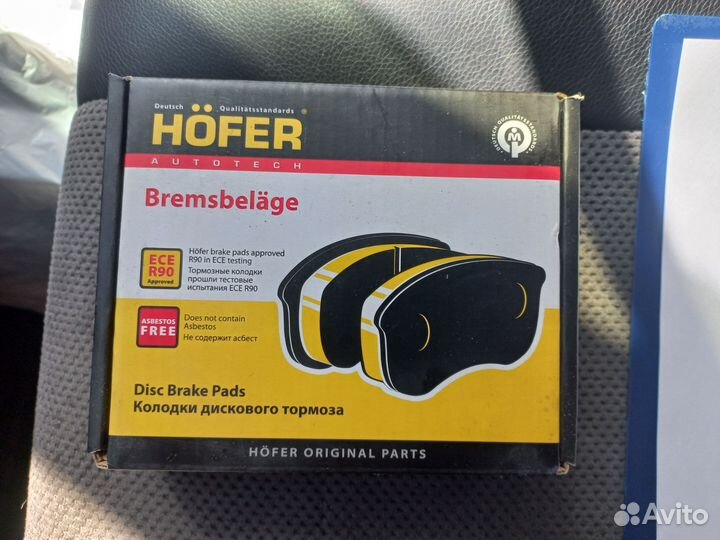 Deutsch Qualitätsstandards
HÖFER®
AUTOTECH
DEUTSCH QUALITÄTSSTANDARDS
M
Bremsbeläge
ECE
R90
Approved
Höfer brake pads approved
R90 in ECE testing
Тормозные колодки
прошли тестовые
испытания ECE R90
ASBESTOS
FREE
Does not contain
Asbestos
Не содержит асбест
Disc Brake Pads
Колодки дискового тормоза
HÖFER ORIGINAL PARTS
Avito